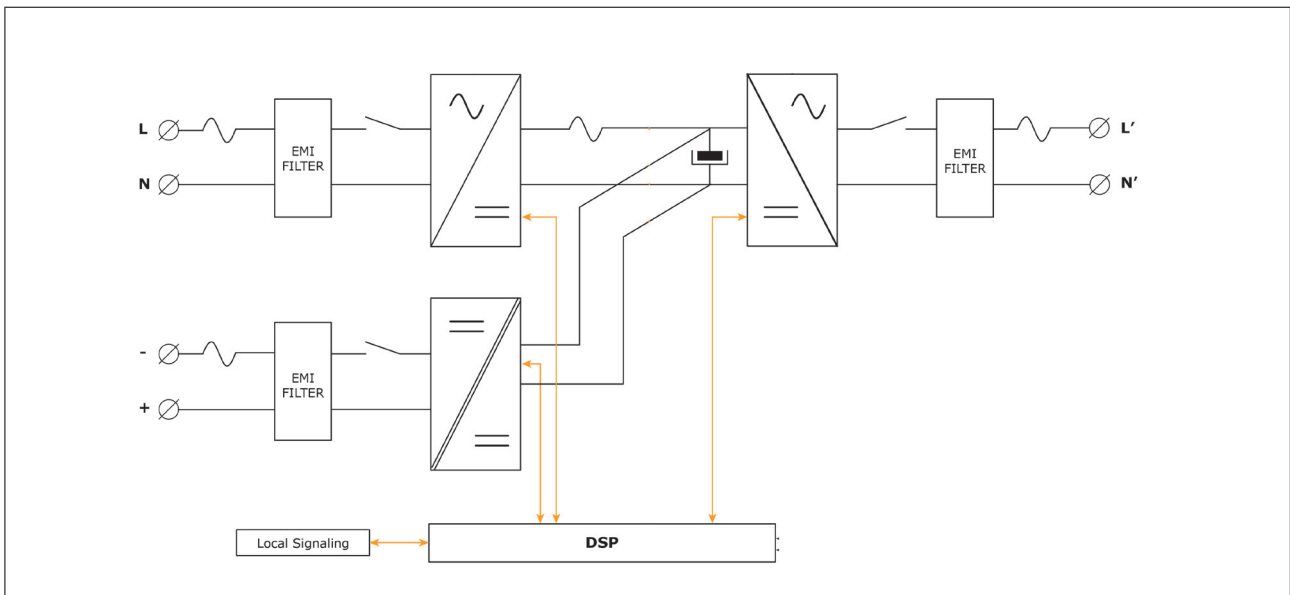 L
EMI
FILTER
N
EMI
FILTER
L'
N'
-
EMI
FILTER
+
Local Signaling
DSP